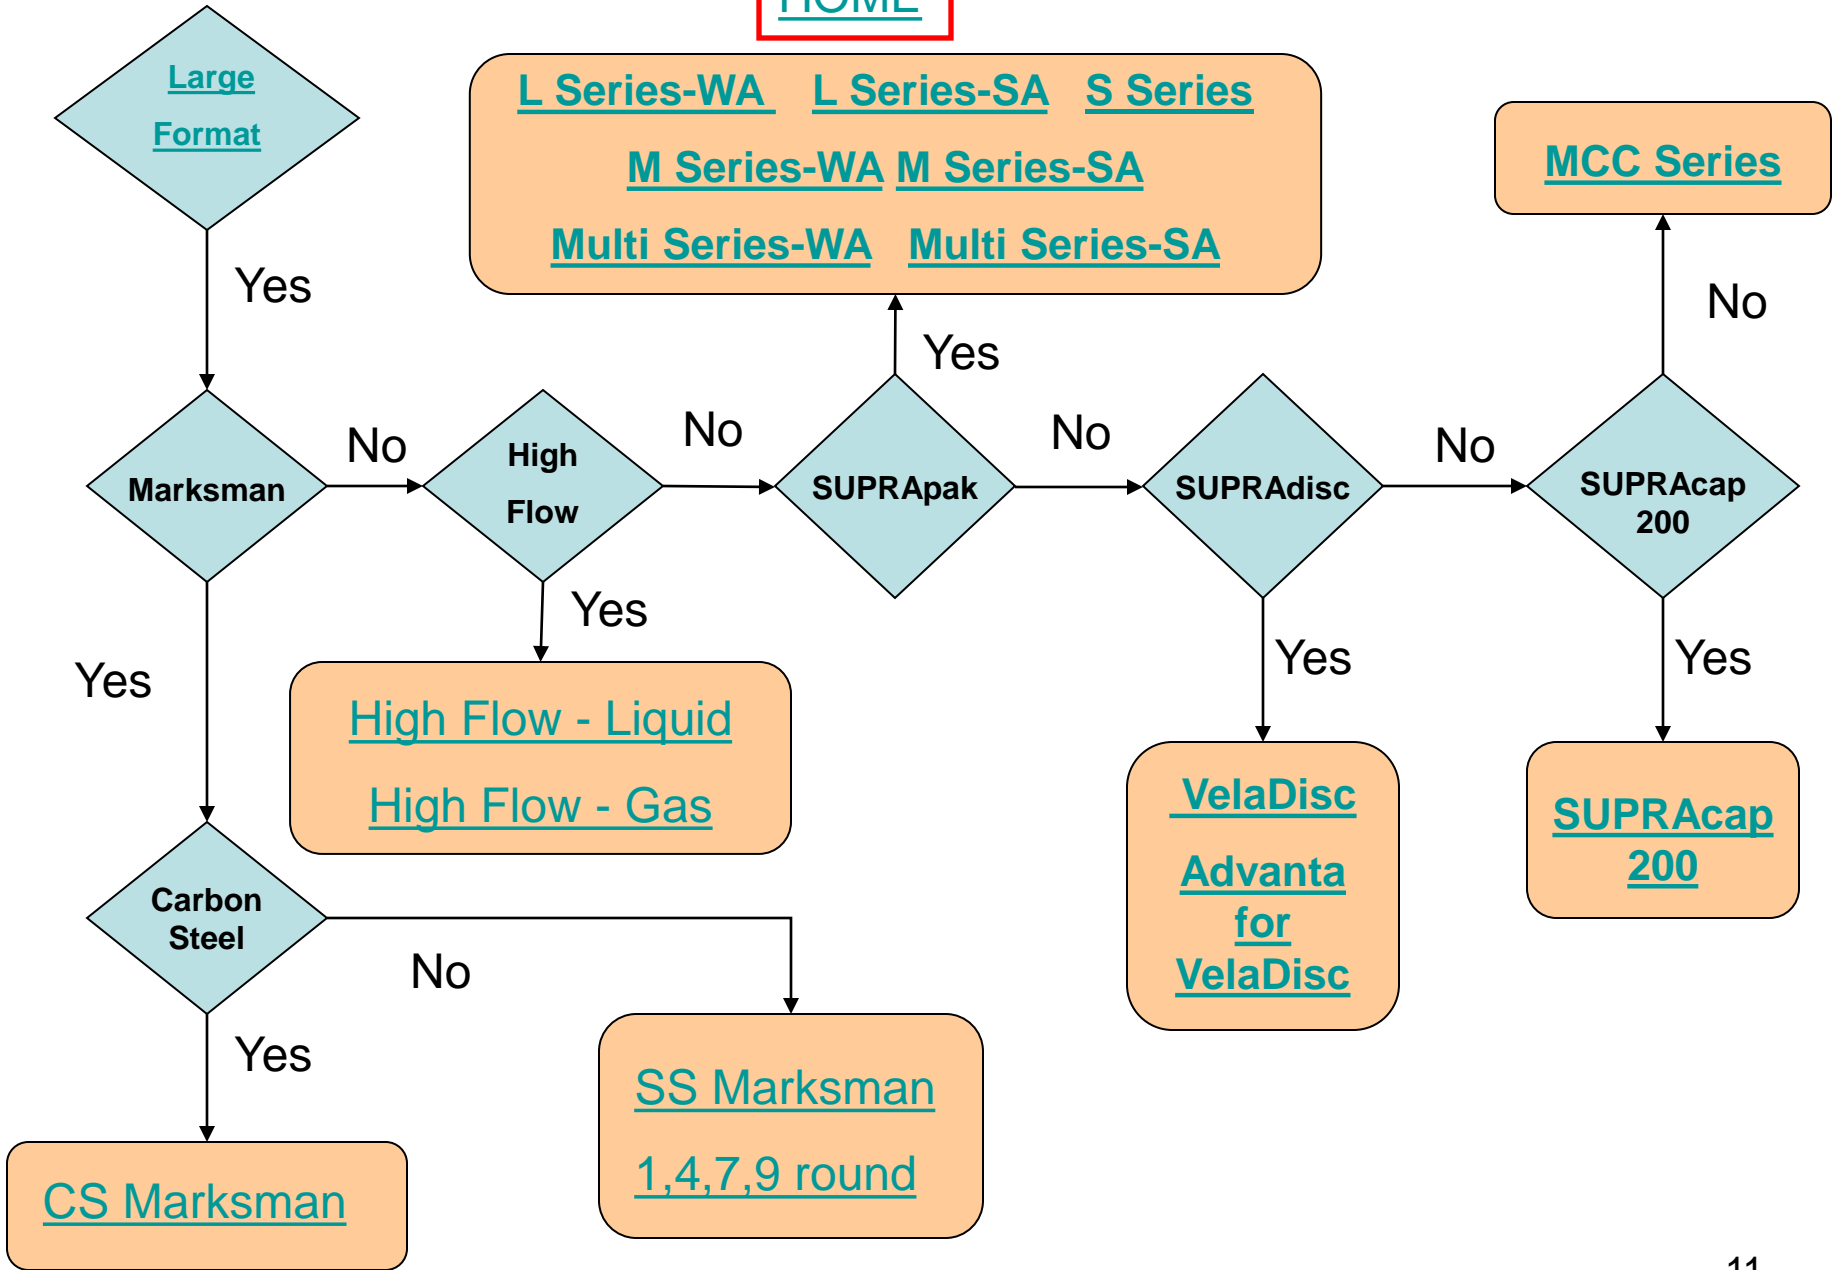 HOME
Large
Format
L Series-WA L Series-SA S Series
M Series-WA M Series-SA
Multi Series-WA Multi Series-SA
MCC Series
Yes
Yes
No
Marksman
No
High
Flow
No
SUPRApak
No
SUPRAdisc
No
SUPRAcap
200
Yes
Yes
Yes
Yes
High Flow - Liquid
High Flow - Gas
VelaDisc
Advanta
for
VelaDisc
SUPRAcap
200
Carbon
Steel
No
Yes
SS Marksman
1,4,7,9 round
CS Marksman
11